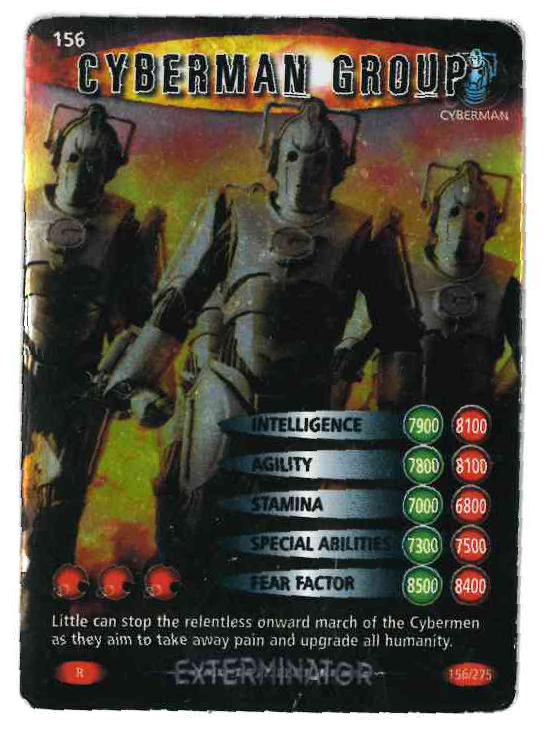 156
CYBERMAN GROUP
CYBERMAN
INTELLIGENCE 7900 8100
AGILITY 7800 8100
STAMINA 7000 6800
SPECIAL ABILITIES 7300 7500
FEAR FACTOR 8500 8400
Little can stop the relentless onward march of the Cybermen
as they aim to take away pain and upgrade all humanity.
R EXTERMINATOR 156/275